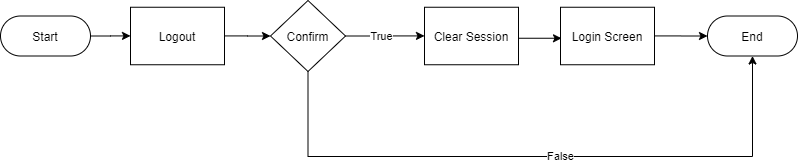 Start
Logout
Confirm
True
Clear Session
Login Screen
End
False